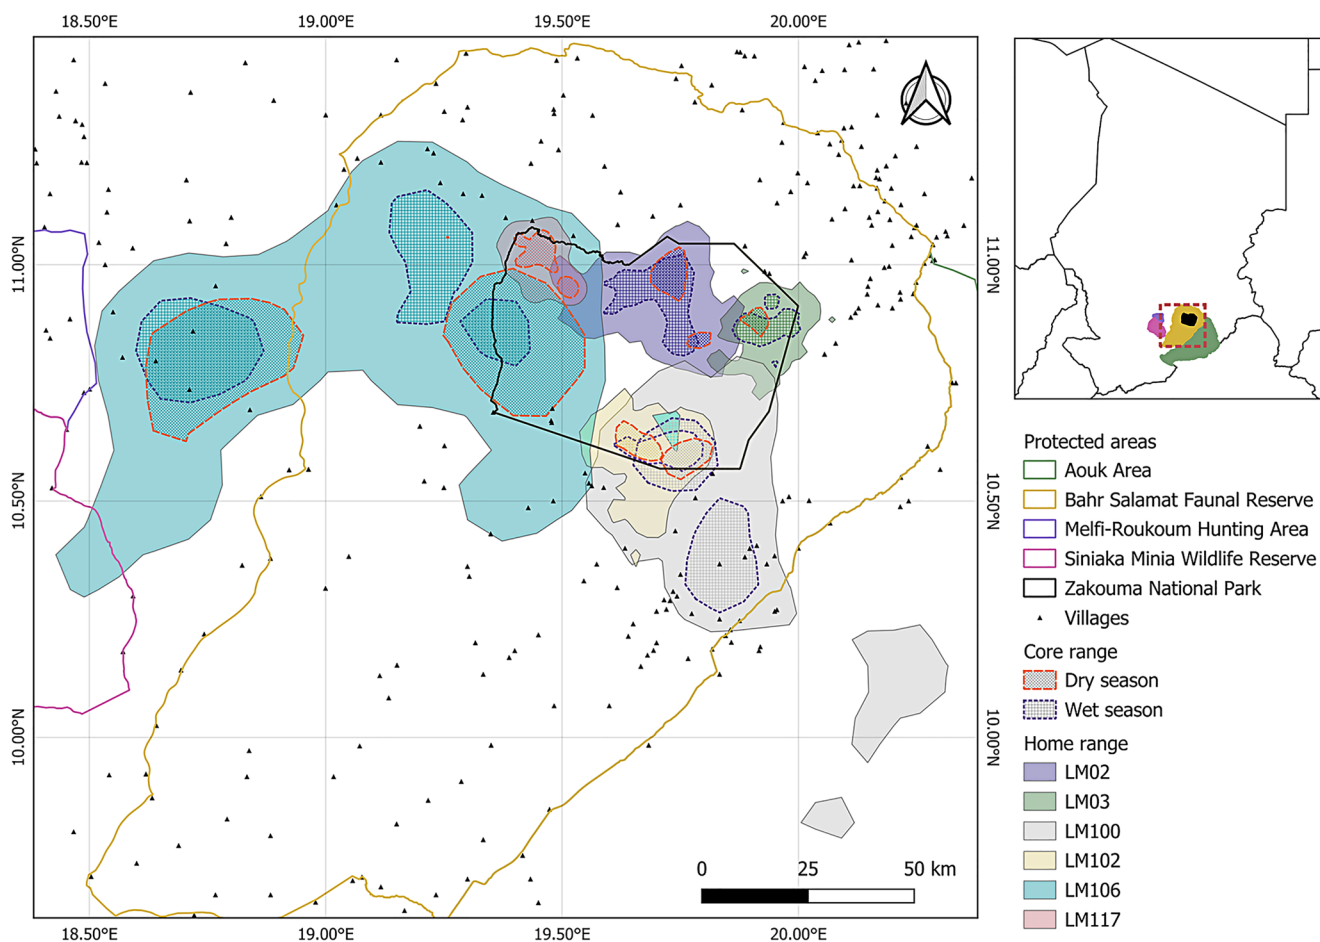 18.50°E 19.00°E 19.50°E 20.00°E
11.00°N 11.00°N
10.50°N 10.50°N
10.00°N 10.00°N
0 25 50 km
18.50°E 19.00°E 19.50°E 20.00°E
Protected areas
Aouk Area
Bahr Salamat Faunal Reserve
Melfi-Roukoum Hunting Area
Siniaka Minia Wildlife Reserve
Zakouma National Park
Villages
Core range
Dry season
Wet season
Home range
LM02
LM03
LM100
LM102
LM106
LM117